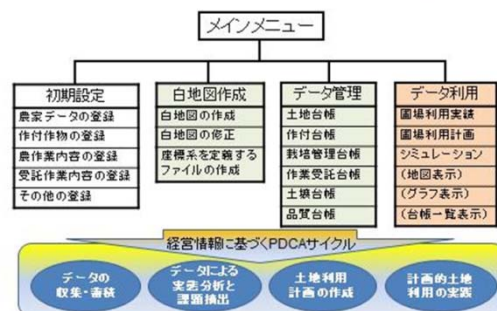 メインメニュー
初期設定
農家データの登録
作付作物の登録
農作業内容の登録
受託作業内容の登録
その他の登録
白地図作成
白地図の作成
白地図の修正
座標系を定義する
ファイルの作成
データ管理
土地台帳
作付台帳
栽培管理台帳
作業受託台帳
土壌台帳
品質台帳
データ利用
圃場利用実績
圃場利用計画
シミュレーション
(地図表示)
(グラフ表示)
(台帳一覧表示)
経営情報に基づくPDCAサイクル
データの
収集・蓄積
データによる
実態分析と
課題抽出
土地利用
計画の作成
計画的土地
利用の実践